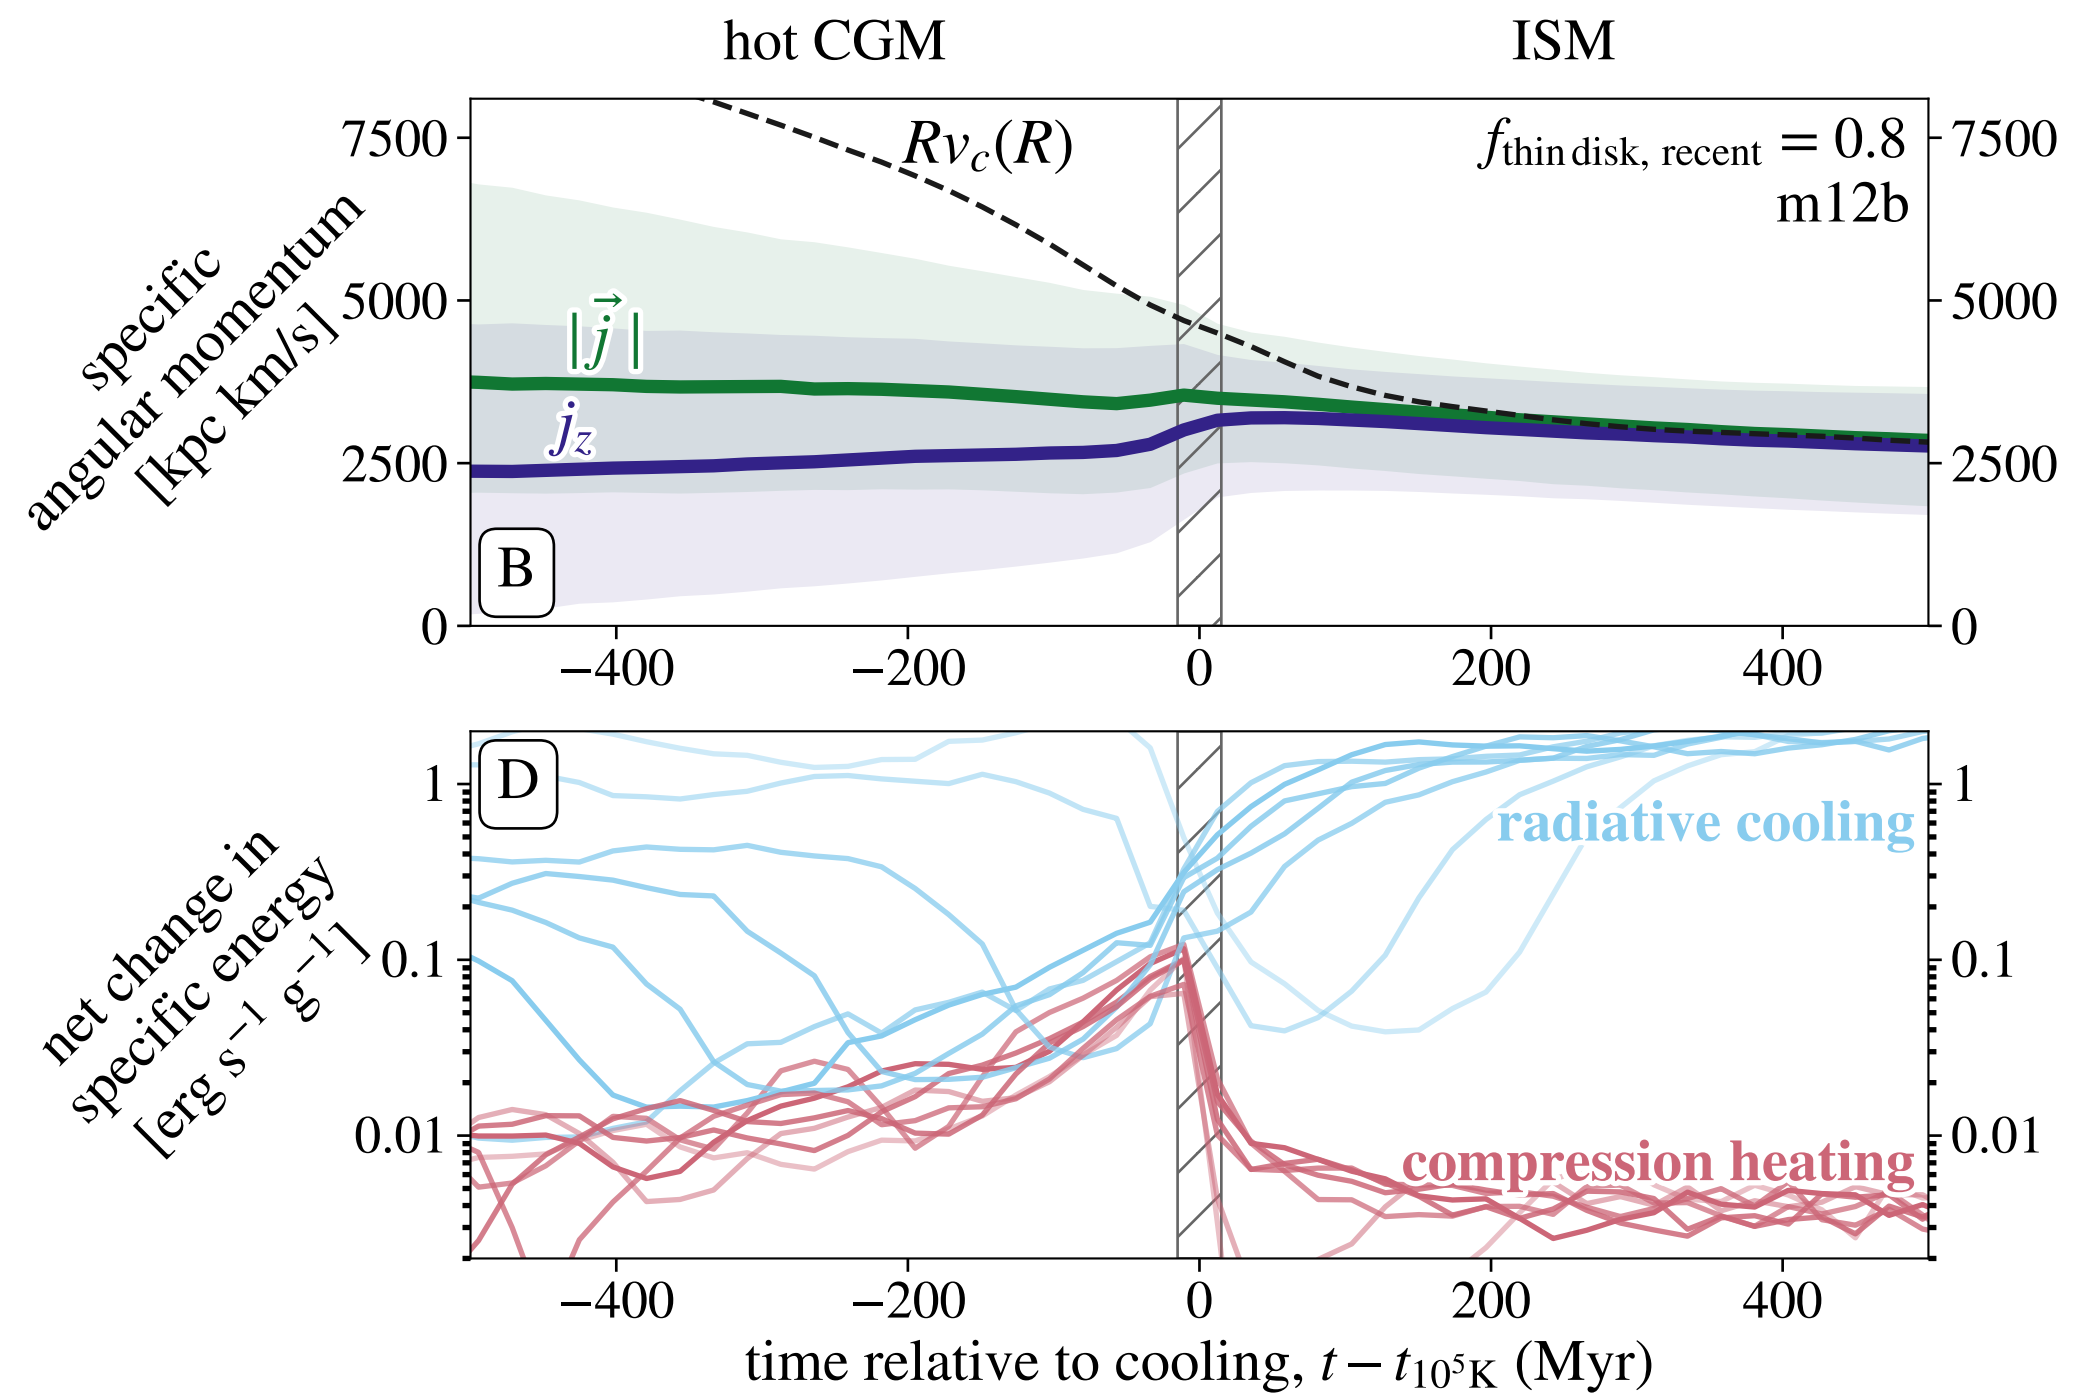 hot CGM
ISM
7500
5000
2500
0
specific
angular momentum
[kpc km/s]
Rv_c(R)
f_thin disk, recent = 0.8
m12b
|j⃗|
j_z
B
7500
5000
2500
0
−400
−200
0
200
400
D
1
0.1
0.01
net change in
specific energy
[erg s⁻¹ g⁻¹]
radiative cooling
compression heating
1
0.1
0.01
−400
−200
0
200
400
time relative to cooling, t − t_10⁵K (Myr)